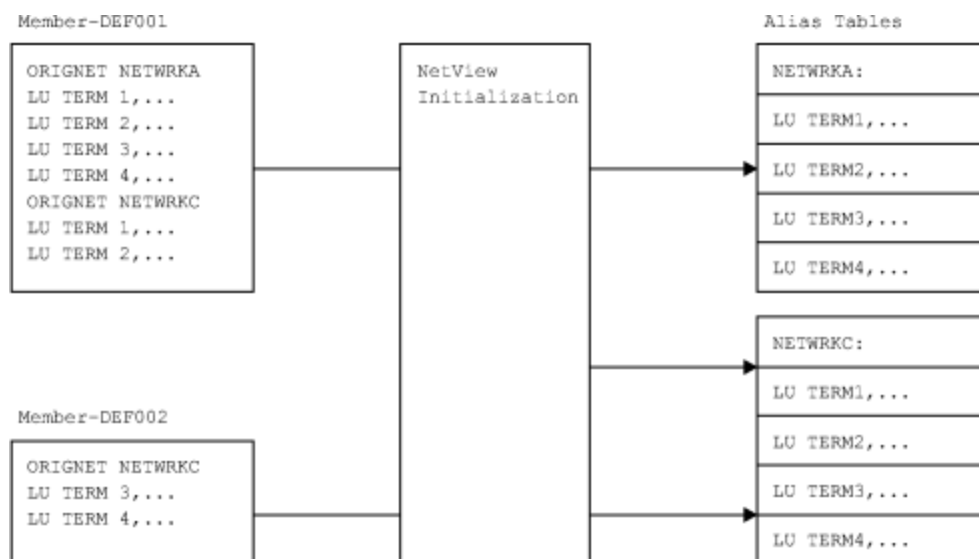 Member-DEF001
ORIGNET NETWRKA
LU TERM 1,...
LU TERM 2,...
LU TERM 3,...
LU TERM 4,...
ORIGNET NETWRKC
LU TERM 1,...
LU TERM 2,...
Member-DEF002
ORIGNET NETWRKC
LU TERM 3,...
LU TERM 4,...
NetView
Initialization
Alias Tables
NETWRKA:
LU TERM1,...
LU TERM2,...
LU TERM3,...
LU TERM4,...
NETWRKC:
LU TERM1,...
LU TERM2,...
LU TERM3,...
LU TERM4,...